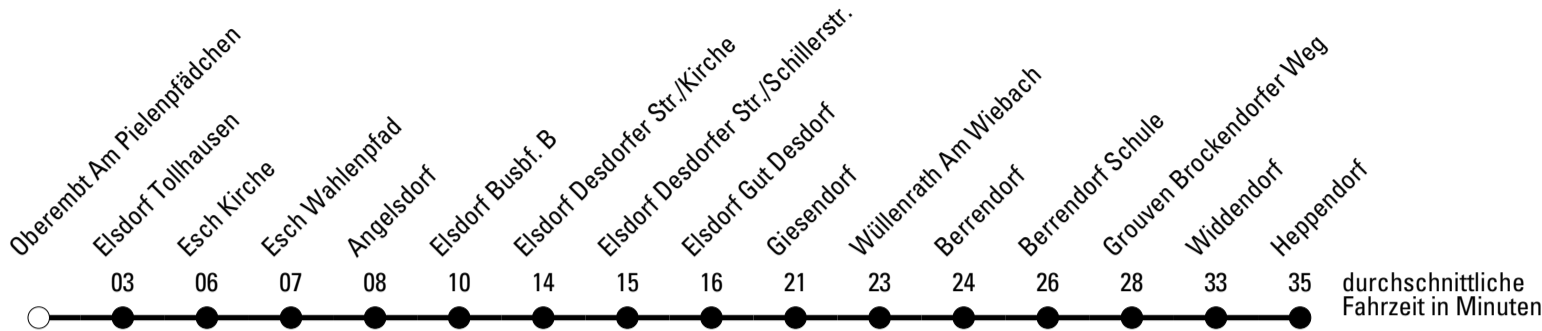 Oberembt Am Pielenpfädchen
Elsdorf Tollhausen
Esch Kirche
Esch Wahlenpfad
Angelsdorf
Elsdorf Busbf. B
Elsdorf Desdorfer Str./Kirche
Elsdorf Desdorfer Str./Schillerstr.
Elsdorf Gut Desdorf
Giesendorf
Wüllenrath Am Wiebach
Berrendorf
Berrendorf Schule
Grouven Brockendorfer Weg
Widdendorf
Heppendorf
03 06 07 08 10 14 15 16 21 23 24 26 28 33 35
durchschnittliche
Fahrzeit in Minuten